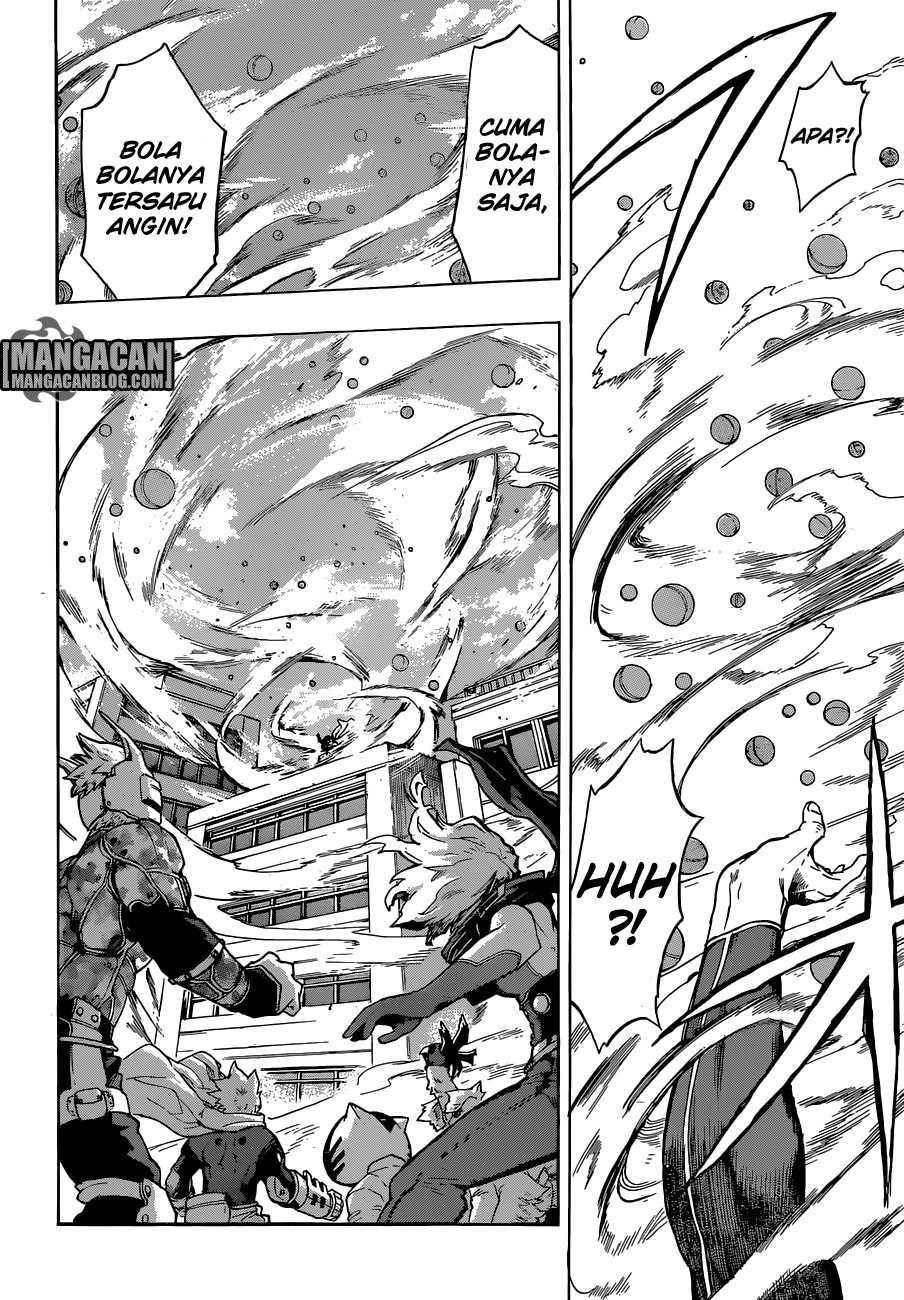 APA?!
HUH
?!
CUMA
BOLA-
NYA
SAJA,
BOLA
BOLANYA
TERSAPU
ANGIN!
MANGACAN
MANGACANBLOG.COM